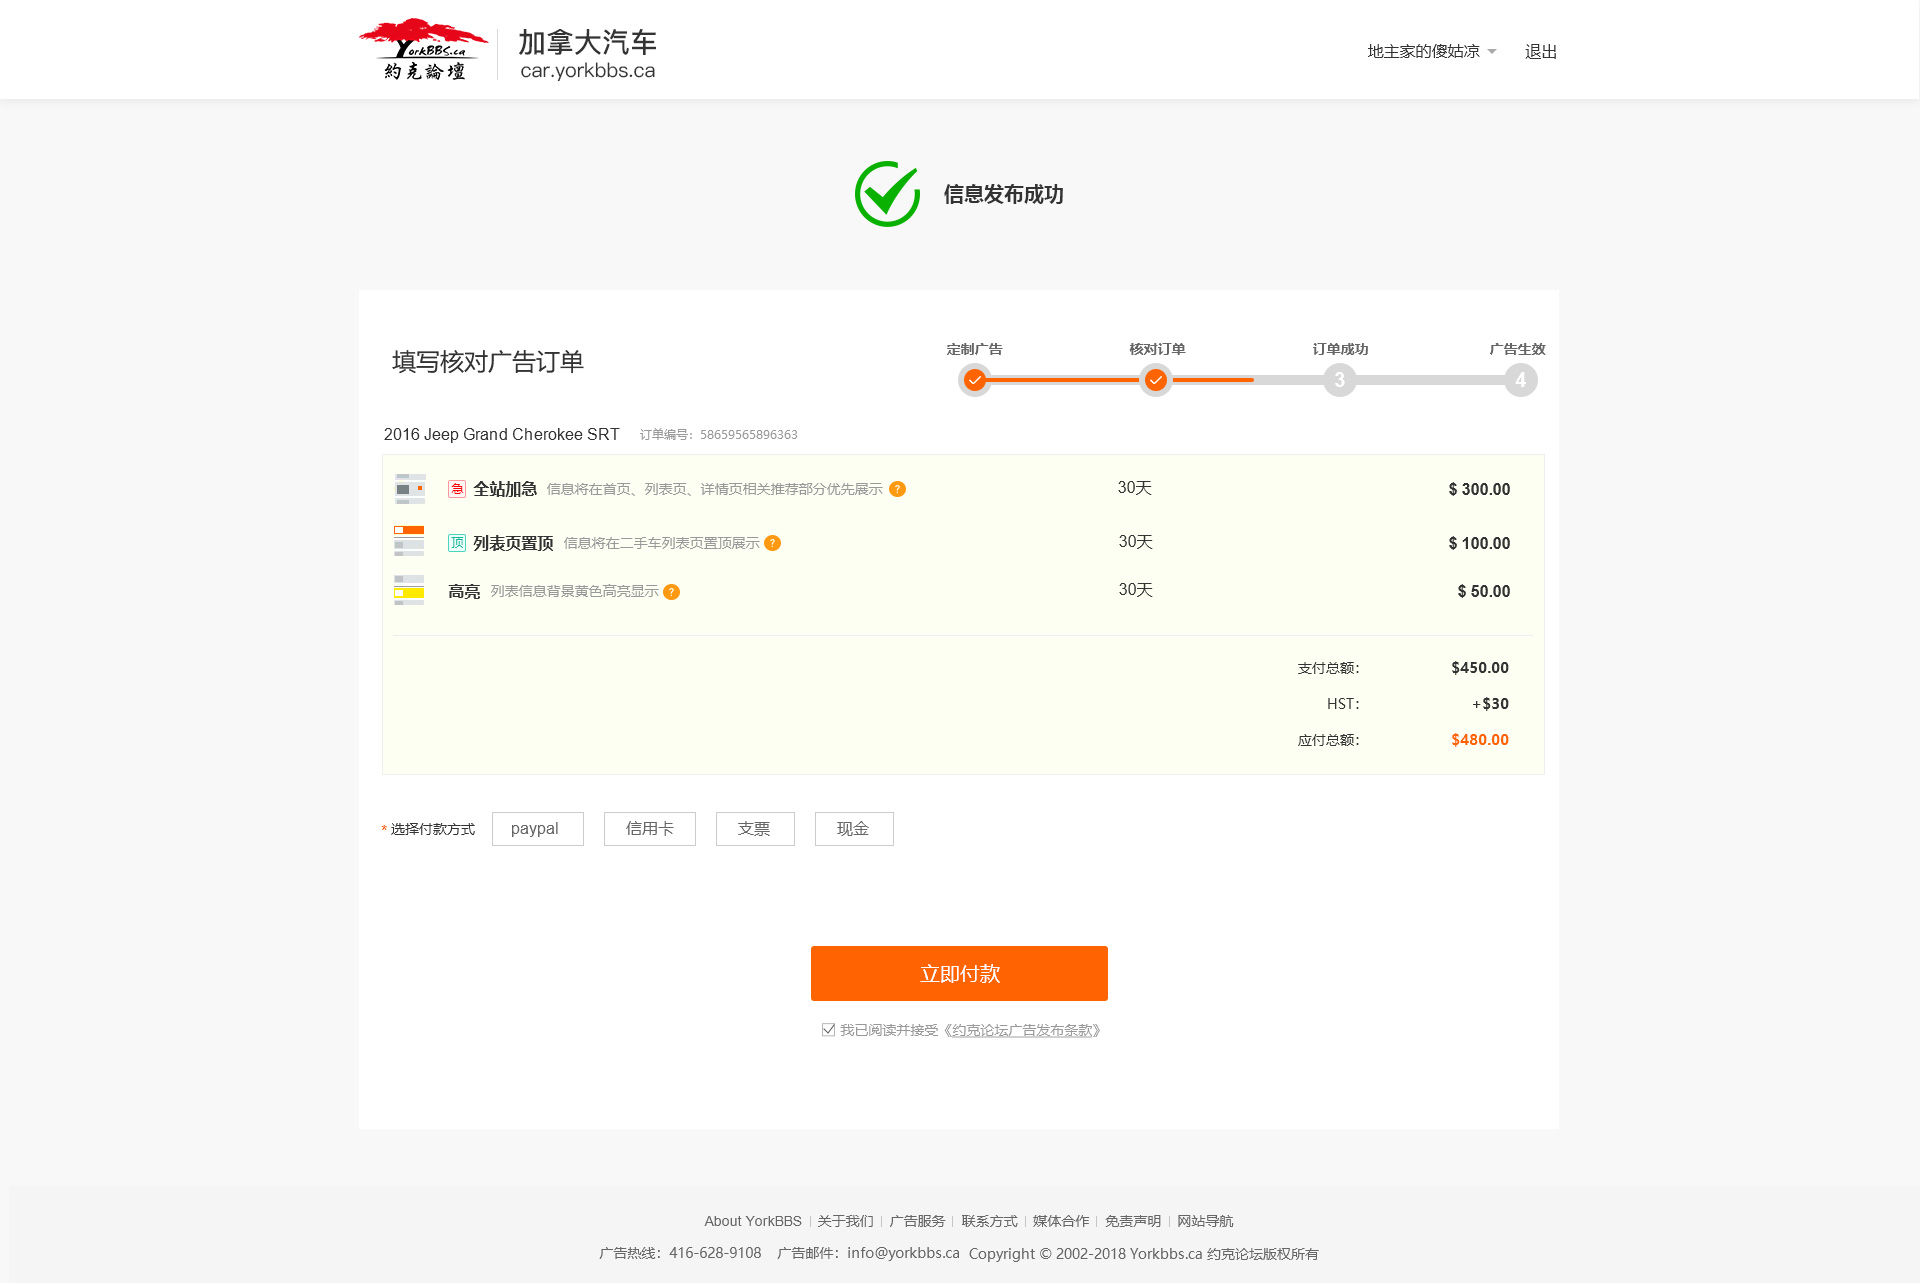 YorkBBS.ca
約克論壇
加拿大汽车
car.yorkbbs.ca
地主家的傻姑凉 退出
信息发布成功
填写核对广告订单
定制广告 核对订单 订单成功 广告生效
3 4
2016 Jeep Grand Cherokee SRT 订单编号：58659565896363
急 全站加急 信息将在首页、列表页、详情页相关推荐部分优先展示 ? 30天 $ 300.00
顶 列表页置顶 信息将在二手车列表页置顶展示 ? 30天 $ 100.00
高亮 列表信息背景黄色高亮显示 ? 30天 $ 50.00
支付总额： $450.00
HST： +$30
应付总额： $480.00
* 选择付款方式 paypal 信用卡 支票 现金
立即付款
我已阅读并接受《约克论坛广告发布条款》
About YorkBBS | 关于我们 | 广告服务 | 联系方式 | 媒体合作 | 免责声明 | 网站导航
广告热线：416-628-9108 广告邮件：info@yorkbbs.ca Copyright © 2002-2018 Yorkbbs.ca 约克论坛版权所有